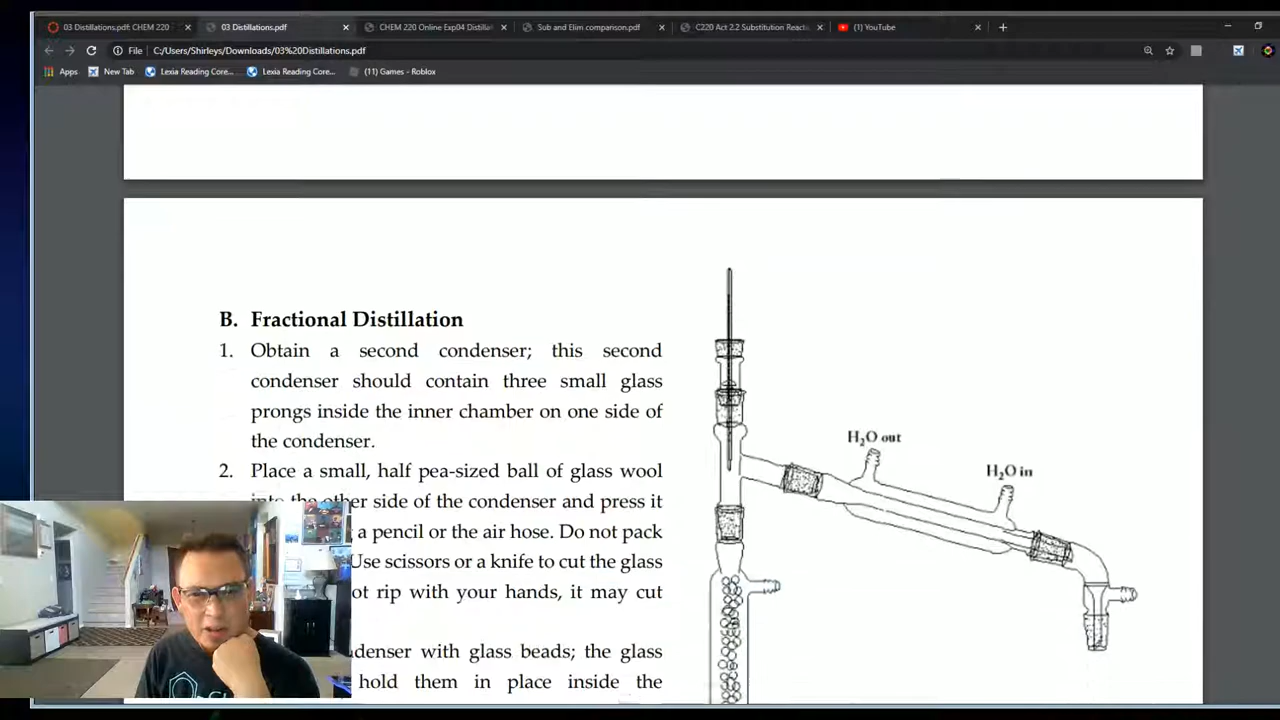 03 Distillations.pdf: CHEM 220
03 Distillations.pdf
CHEM 220 Online Exp04 Distillat
Sub and Elim comparison.pdf
C220 Act 2.2 Substitution Reacti
(1) YouTube
File
C:/Users/Shirleys/Downloads/03%20Distillations.pdf
Apps
New Tab
Lexia Reading Core...
Lexia Reading Core...
(11) Games - Roblox
B. Fractional Distillation
1. Obtain a second condenser; this second
condenser should contain three small glass
prongs inside the inner chamber on one side of
the condenser.
2. Place a small, half pea-sized ball of glass wool
into the other side of the condenser and press it
a pencil or the air hose. Do not pack
Use scissors or a knife to cut the glass
ot rip with your hands, it may cut
denser with glass beads; the glass
hold them in place inside the
H2O out
H2O in